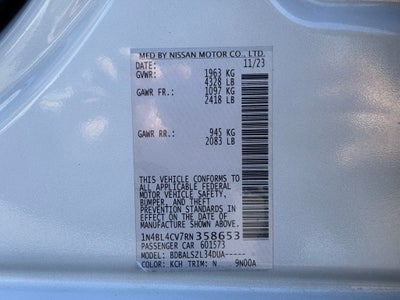 MFD BY NISSAN MOTOR CO., LTD.
DATE: 11/23
GVWR: 1963 KG
4328 LB
GAWR FR.: 1097 KG
2418 LB
GAWR RR: 945 KG
2083 LB
THIS VEHICLE CONFORMS TO
ALL APPLICABLE FEDERAL
MOTOR VEHICLE SAFETY,
BUMPER, AND THEFT
PREVENTION STANDARDS IN
EFFECT ON THE DATE OF
MANUFACTURE SHOWN ABOVE.
1N4BL4CV7RN358653
PASSENGER CAR 601573
MODEL: BDBALSZL34DUA-----
COLOR: KCH TRIM: N 9N00A